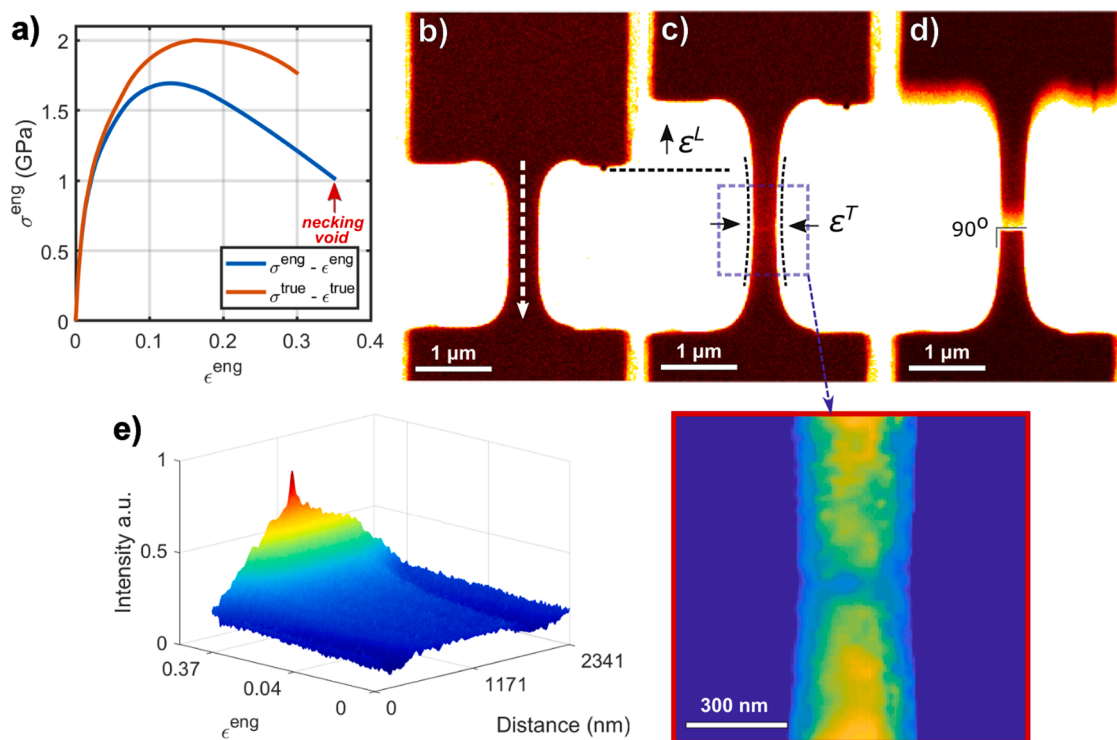 a)
σ^eng (GPa)
2
1.5
1
0.5
0
0
0.1
0.2
0.3
0.4
ϵ^eng
necking
void
σ^eng - ϵ^eng
σ^true - ϵ^true
b)
1 µm
c)
ε^L
ε^T
1 µm
d)
90°
1 µm
e)
Intensity a.u.
1
0.5
0
0.37
0.04
0
ϵ^eng
0
1171
2341
Distance (nm)
300 nm